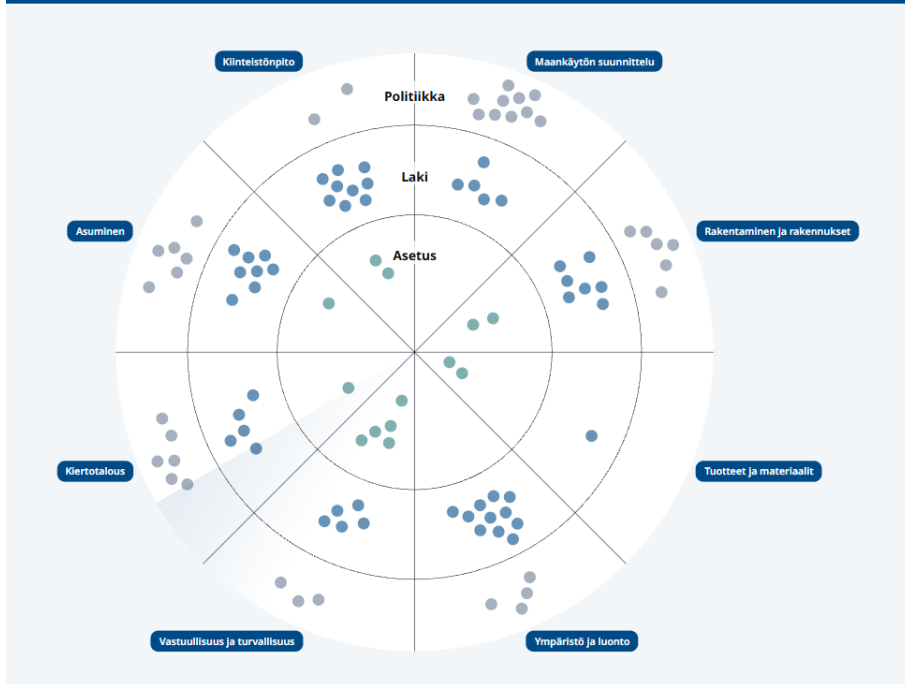 Kiinteistönpito
Maankäytön suunnittelu
Politiikka
Laki
Asuminen
Rakentaminen ja rakennukset
Asetus
Kiertotalous
Tuotteet ja materiaalit
Vastuullisuus ja turvallisuus
Ympäristö ja luonto